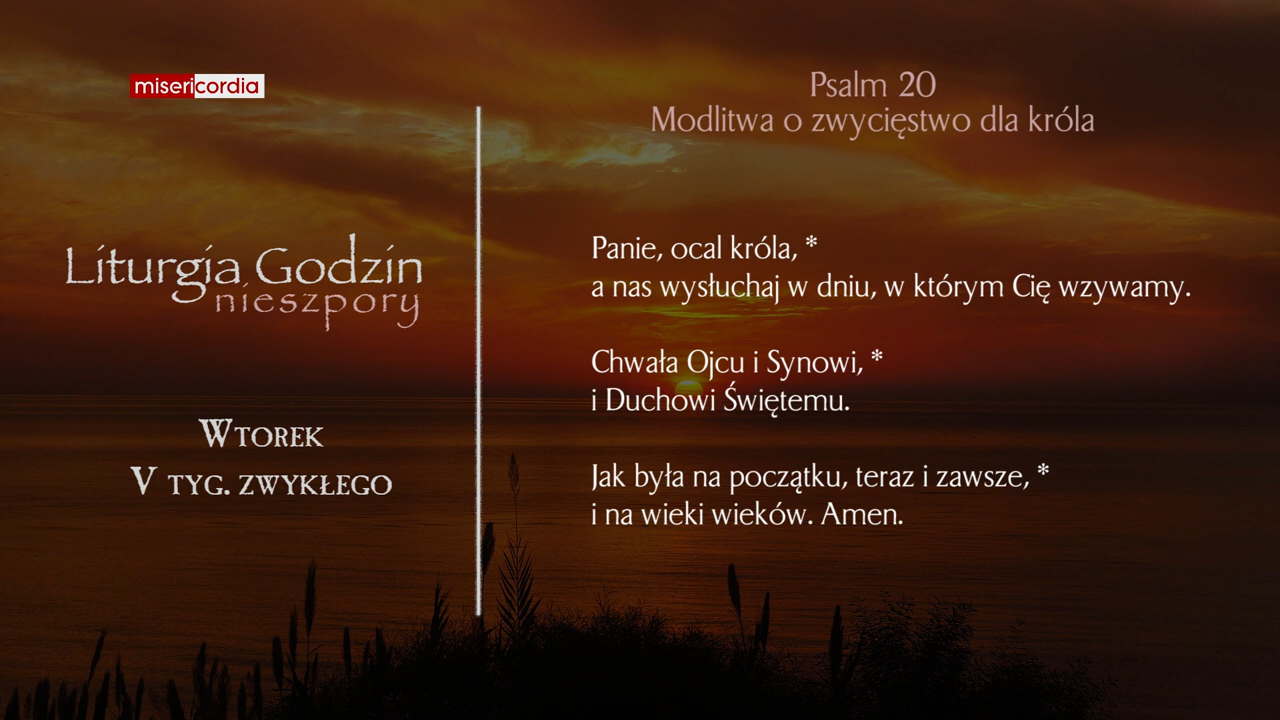 misericordia
Liturgia Godzin
nieszpory
Wtorek
V tyg. zwykłego
Psalm 20
Modlitwa o zwycięstwo dla króla
Panie, ocal króla, *
a nas wysłuchaj w dniu, w którym Cię wzywamy.
Chwała Ojcu i Synowi, *
i Duchowi Świętemu.
Jak była na początku, teraz i zawsze, *
i na wieki wieków. Amen.